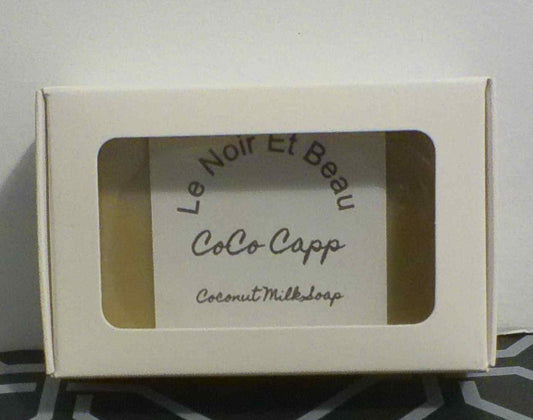 Le Noir Et Beau
CoCo Capp
Coconut Milk Soap